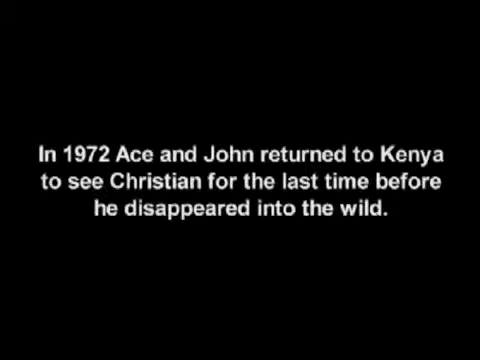 In 1972 Ace and John returned to Kenya
to see Christian for the last time before
he disappeared into the wild.